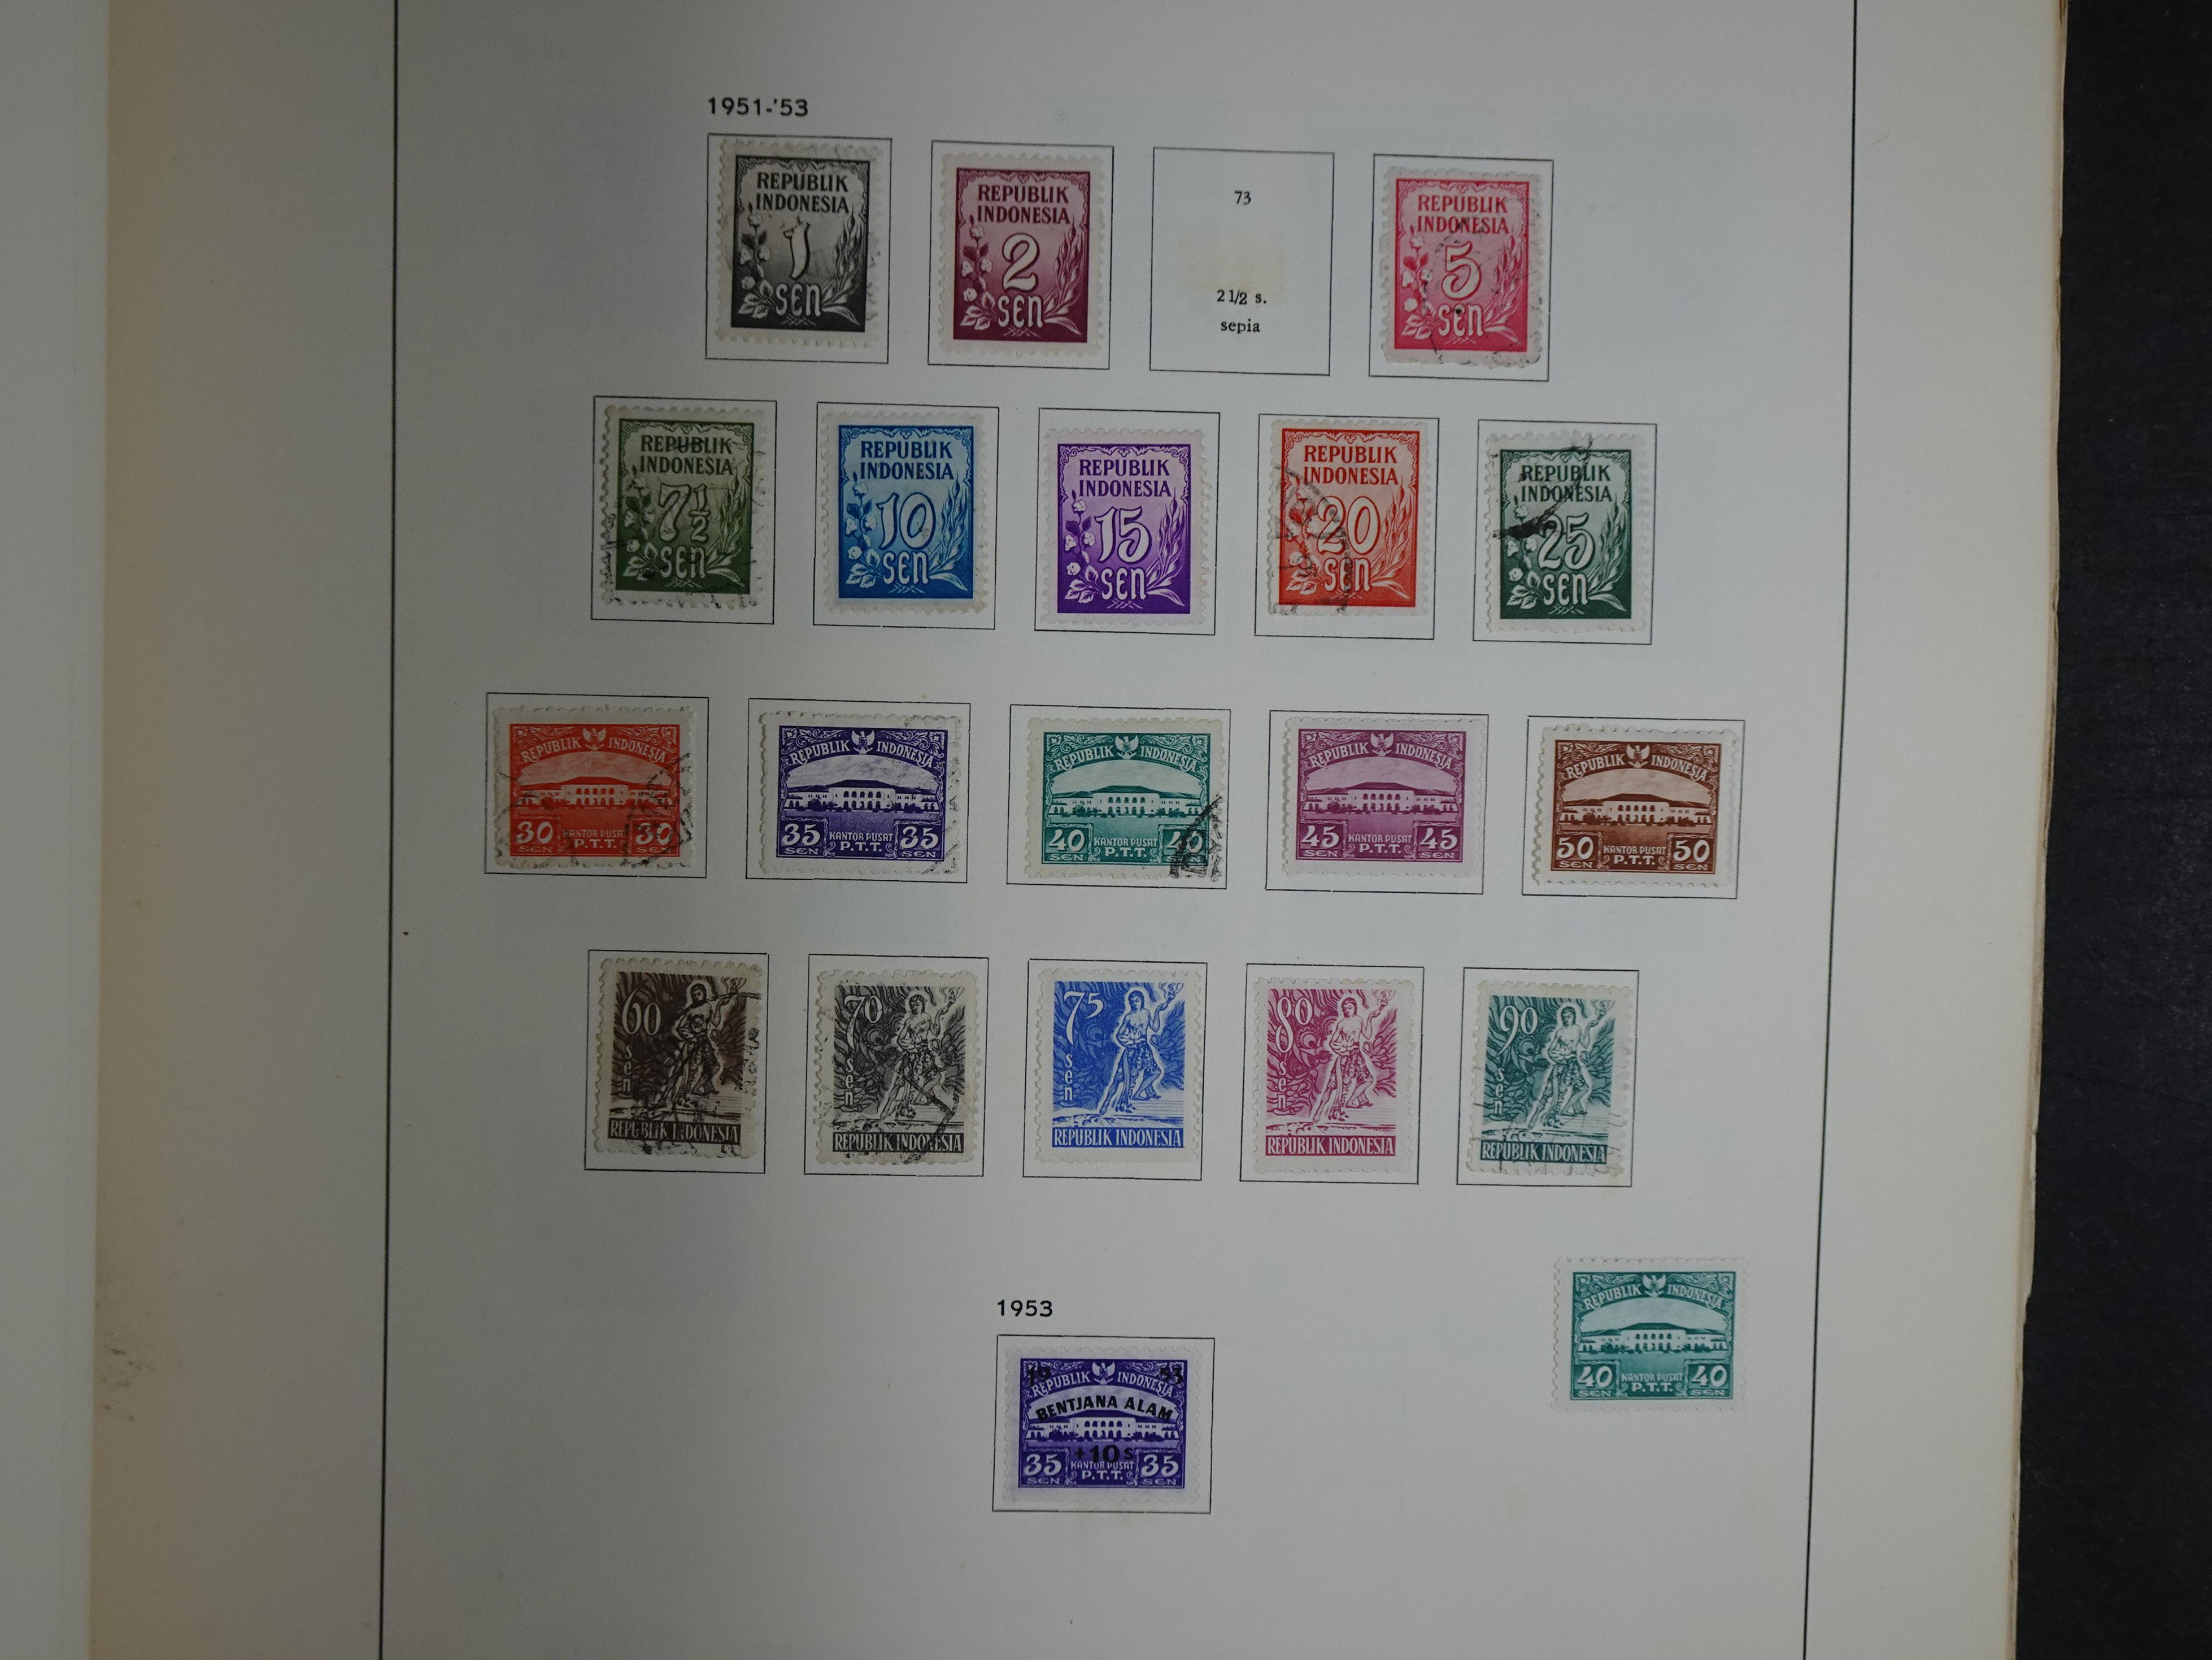 1951-'53
REPUBLIK
INDONESIA
1
SEN
REPUBLIK
INDONESIA
2
SEN
73
2 1/2 s.
sepia
REPUBLIK
INDONESIA
5
SEN
REPUBLIK
INDONESIA
7½
SEN
REPUBLIK
INDONESIA
10
SEN
REPUBLIK
INDONESIA
15
SEN
REPUBLIK
INDONESIA
20
SEN
REPUBLIK
INDONESIA
25
SEN
REPUBLIK INDONESIA
30 KANTOR PUSAT 30
SEN P.T.T. SEN
REPUBLIK INDONESIA
35 KANTOR PUSAT 35
SEN P.T.T. SEN
REPUBLIK INDONESIA
40 KANTOR PUSAT 40
SEN P.T.T.
REPUBLIK INDONESIA
45 KANTOR PUSAT 45
SEN P.T.T. SEN
REPUBLIK INDONESIA
50 KANTOR PUSAT 50
SEN P.T.T. SEN
60
sen
REPUBLIK INDONESIA
70
sen
REPUBLIK INDONESIA
75
sen
REPUBLIK INDONESIA
80
sen
REPUBLIK INDONESIA
90
sen
REPUBLIK INDONESIA
1953
19 53
REPUBLIK INDONESIA
BENTJANA ALAM
+10s
35 KANTOR PUSAT 35
SEN P.T.T. SEN
REPUBLIK INDONESIA
40 KANTOR PUSAT 40
SEN P.T.T. SEN